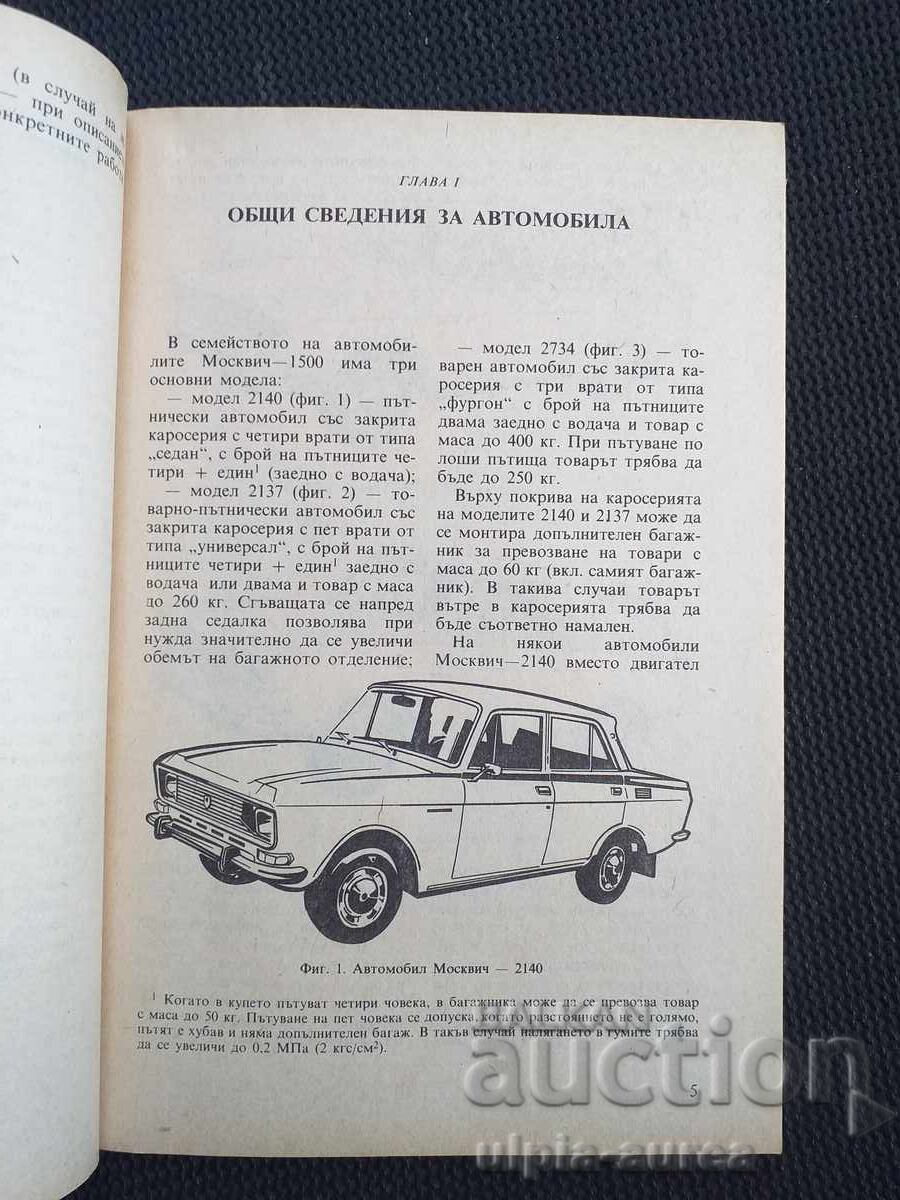 (в случай на
— при описание
нкретните рабо
ГЛАВА I
ОБЩИ СВЕДЕНИЯ ЗА АВТОМОБИЛА
В семейството на автомоби-
лите Москвич—1500 има три
основни модела:
— модел 2140 (фиг. 1) — път-
нически автомобил със закрита
каросерия с четири врати от типа
„седан“, с брой на пътниците че-
тири + един¹ (заедно с водача);
— модел 2137 (фиг. 2) — то-
варно-пътнически автомобил със
закрита каросерия с пет врати от
типа „универсал“, с брой на път-
ниците четири + един¹ заедно с
водача или двама и товар с маса
до 260 кг. Сгъващата се напред
задна седалка позволява при
нужда значително да се увеличи
обемът на багажното отделение;
— модел 2734 (фиг. 3) — то-
варен автомобил със закрита ка-
росерия с три врати от типа
„фургон“ с брой на пътниците
двама заедно с водача и товар с
маса до 400 кг. При пътуване по
лоши пътища товарът трябва да
бъде до 250 кг.
Върху покрива на каросерията
на моделите 2140 и 2137 може да
се монтира допълнителен багаж-
ник за превозване на товари с
маса до 60 кг (вкл. самият багаж-
ник). В такива случаи товарът
вътре в каросерията трябва да
бъде съответно намален.
На някои автомобили
Москвич—2140 вместо двигател
Фиг. 1. Автомобил Москвич — 2140
¹ Когато в купето пътуват четири човека, в багажника може да се превозва товар
с маса до 50 кг. Пътуване на пет човека се допуска, когато разстоянието не е голямо,
пътят е хубав и няма допълнителен багаж. В такъв случай налягането в гумите трябва
да се увеличи до 0,2 МПа (2 кгс/см²).
5
auction
ulpia-aurea